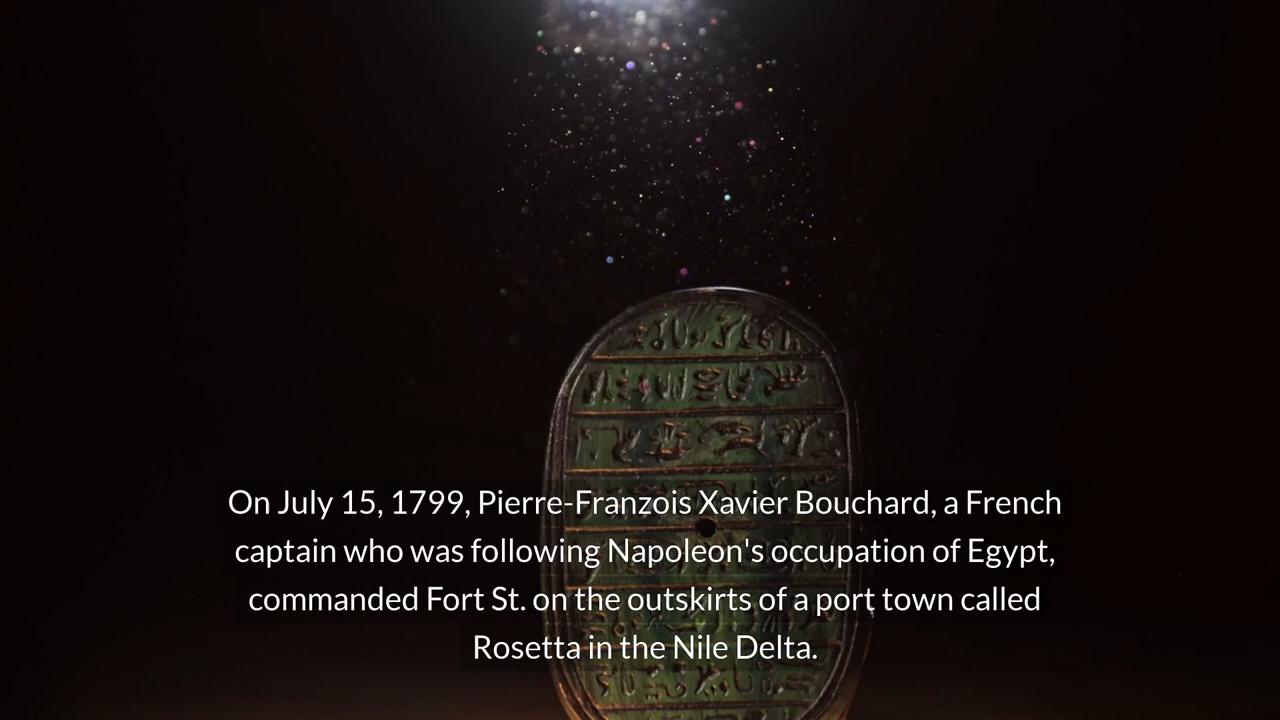 On July 15, 1799, Pierre-Franzois Xavier Bouchard, a French
captain who was following Napoleon's occupation of Egypt,
commanded Fort St. on the outskirts of a port town called
Rosetta in the Nile Delta.